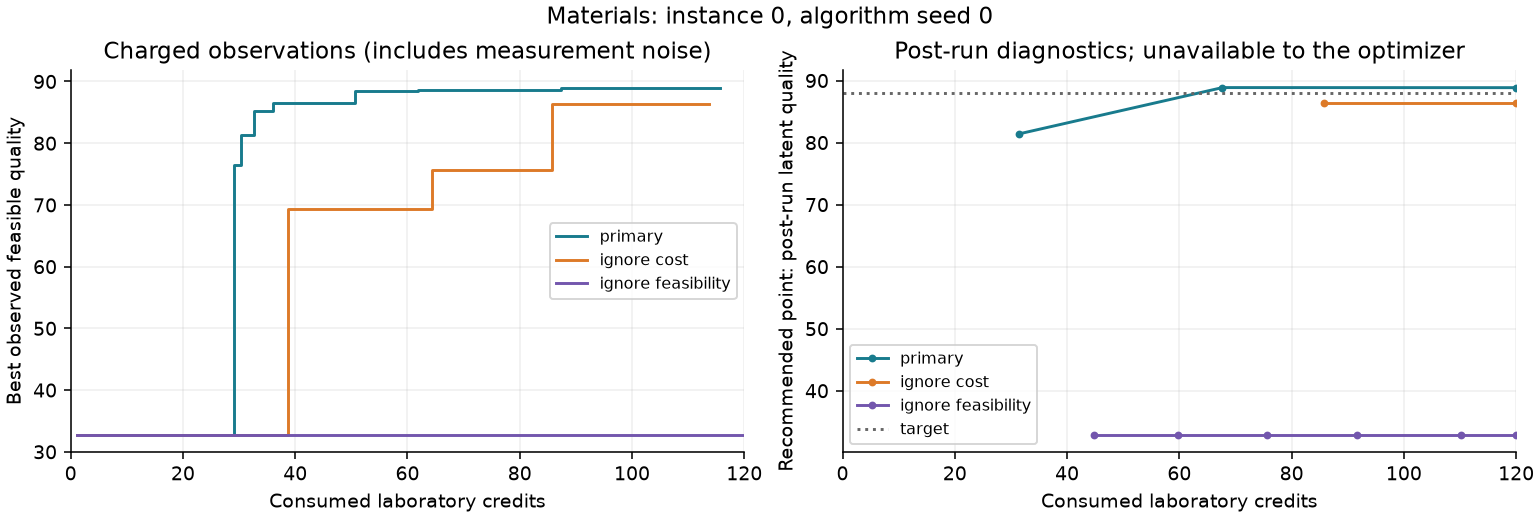 Materials: instance 0, algorithm seed 0
Charged observations (includes measurement noise)
Best observed feasible quality
90
80
70
60
50
40
30
0
20
40
60
80
100
120
Consumed laboratory credits
primary
ignore cost
ignore feasibility
Post-run diagnostics; unavailable to the optimizer
Recommended point: post-run latent quality
90
80
70
60
50
40
0
20
40
60
80
100
120
Consumed laboratory credits
primary
ignore cost
ignore feasibility
target